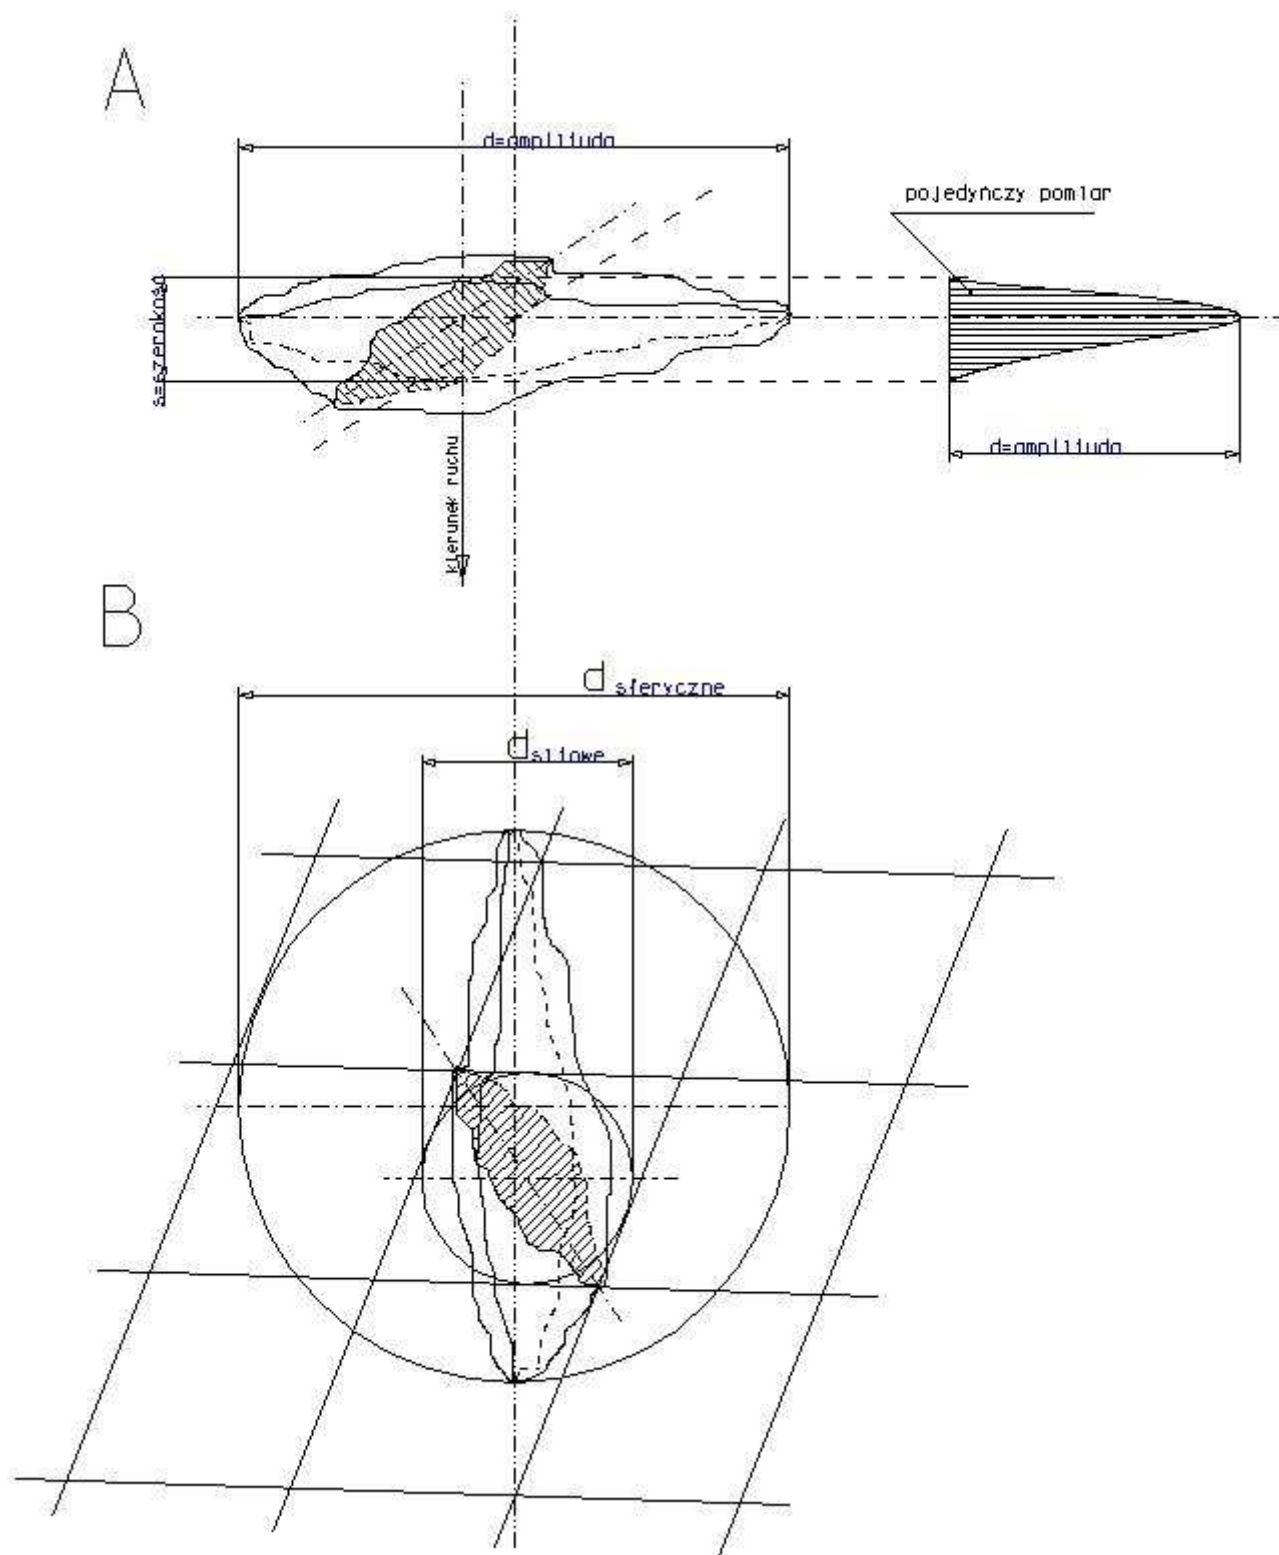 A
d=amplituda
pojedyńczy pomiar
s=szerokość
d=amplituda
kierunek ruchu
B
d sferyczne
d sitowe